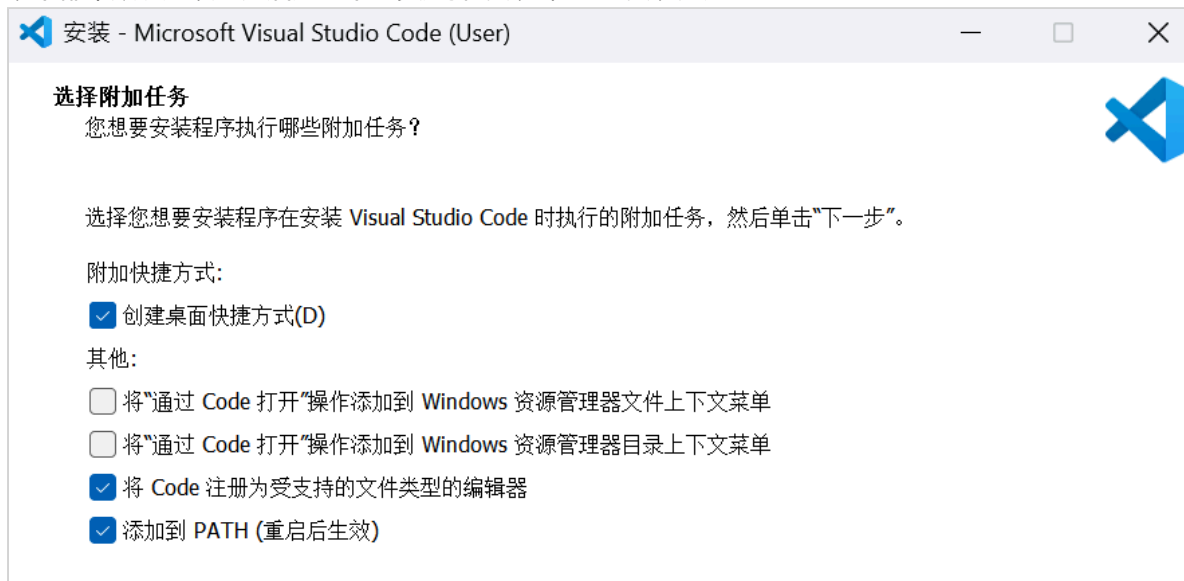 安装 - Microsoft Visual Studio Code (User)
选择附加任务
您想要安装程序执行哪些附加任务？
选择您想要安装程序在安装 Visual Studio Code 时执行的附加任务，然后单击“下一步”。
附加快捷方式:
创建桌面快捷方式(D)
其他:
将“通过 Code 打开”操作添加到 Windows 资源管理器文件上下文菜单
将“通过 Code 打开”操作添加到 Windows 资源管理器目录上下文菜单
将 Code 注册为受支持的文件类型的编辑器
添加到 PATH (重启后生效)